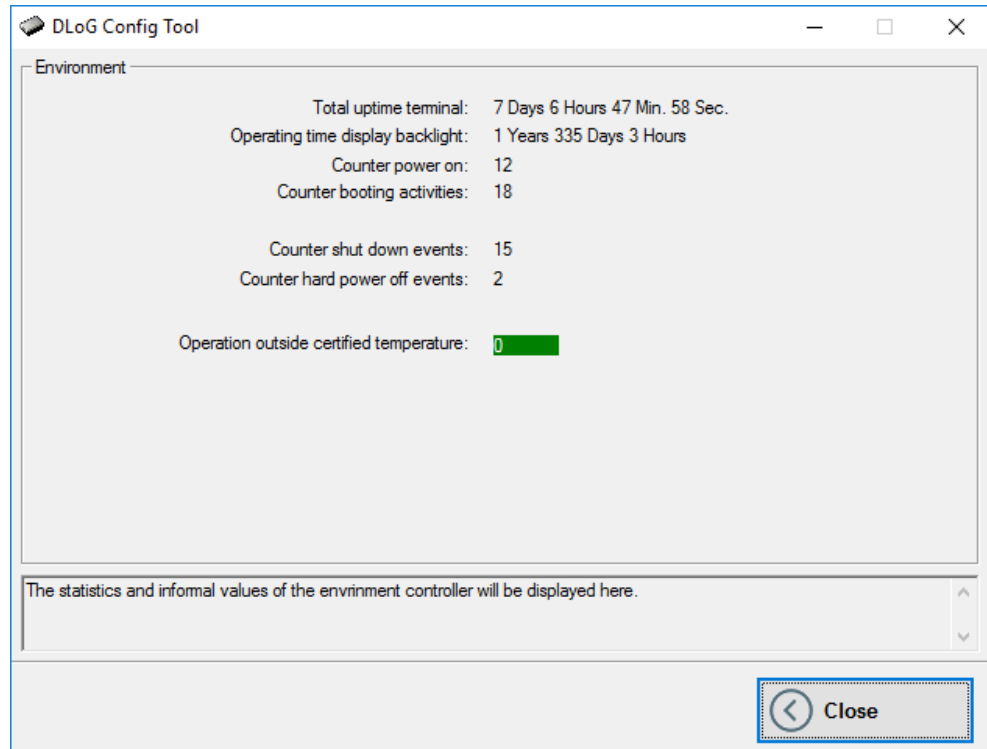 DLoG Config Tool
Environment
Total uptime terminal: 7 Days 6 Hours 47 Min. 58 Sec.
Operating time display backlight: 1 Years 335 Days 3 Hours
Counter power on: 12
Counter booting activities: 18
Counter shut down events: 15
Counter hard power off events: 2
Operation outside certified temperature: 0
The statistics and informal values of the envrinment controller will be displayed here.
Close